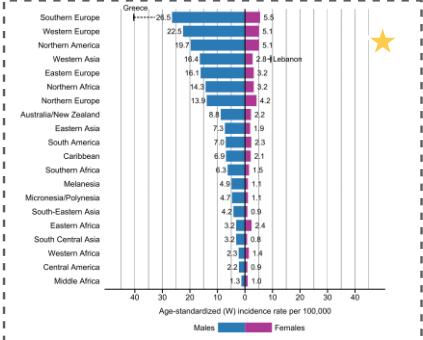 Greece
Southern Europe 26.5 5.5
Western Europe 22.5 5.1
Northern America 19.7 5.1
Western Asia 16.4 2.8 Lebanon
Eastern Europe 16.1 3.2
Northern Africa 14.3 3.2
Northern Europe 13.9 4.2
Australia/New Zealand 8.8 2.2
Eastern Asia 7.3 1.9
South America 7.0 2.3
Caribbean 6.9 2.1
Southern Africa 6.3 1.5
Melanesia 4.9 1.1
Micronesia/Polynesia 4.7 1.1
South-Eastern Asia 4.2 0.9
Eastern Africa 3.2 2.4
South Central Asia 3.2 0.8
Western Africa 2.3 1.4
Central America 2.2 0.9
Middle Africa 1.3 1.0
40 30 20 10 0 10 20 30 40
Age-standardized (W) incidence rate per 100,000
Males Females